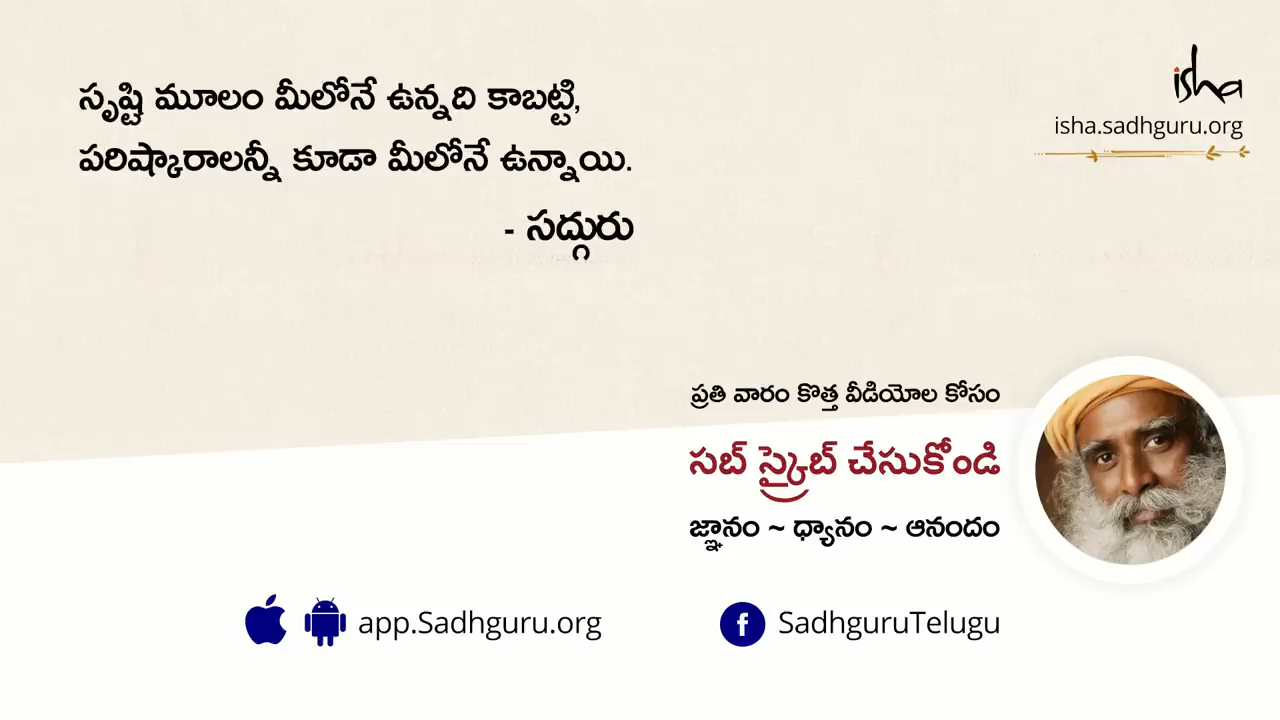 సృష్టి మూలం మీలోనే ఉన్నది కాబట్టి,
పరిష్కారాలన్నీ కూడా మీలోనే ఉన్నాయి.
- సద్గురు
isha
isha.sadhguru.org
ప్రతి వారం కొత్త వీడియోల కోసం
సబ్ స్క్రైబ్ చేసుకోండి
జ్ఞానం ~ ధ్యానం ~ ఆనందం
app.Sadhguru.org
SadhguruTelugu